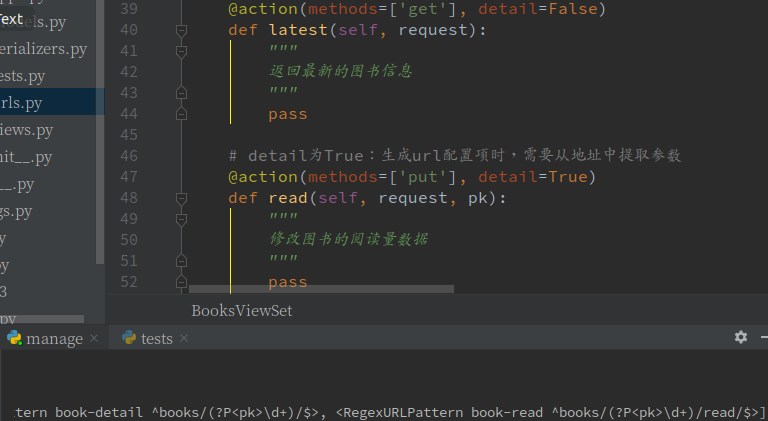 Text
els.py
erializers.py
ests.py
rls.py
iews.py
nit__.py
__.py
gs.py
y
py
3
.py
39 @action(methods=['get'], detail=False)
40 def latest(self, request):
41 """
42 返回最新的图书信息
43 """
44 pass
45
46 # detail为True：生成url配置项时，需要从地址中提取参数
47 @action(methods=['put'], detail=True)
48 def read(self, request, pk):
49 """
50 修改图书的阅读量数据
51 """
52 pass
BooksViewSet
manage × tests ×
tern book-detail ^books/(?P<pk>\d+)/$>, <RegexURLPattern book-read ^books/(?P<pk>\d+)/read/$>]